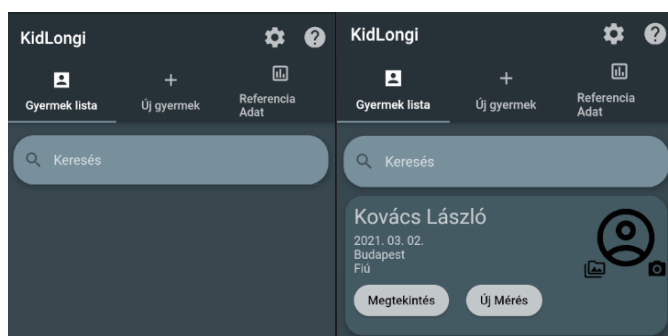 KidLongi
Gyermek lista
Új gyermek
Referencia
Adat
Keresés
KidLongi
Gyermek lista
Új gyermek
Referencia
Adat
Keresés
Kovács László
2021. 03. 02.
Budapest
Fiú
Megtekintés
Új Mérés